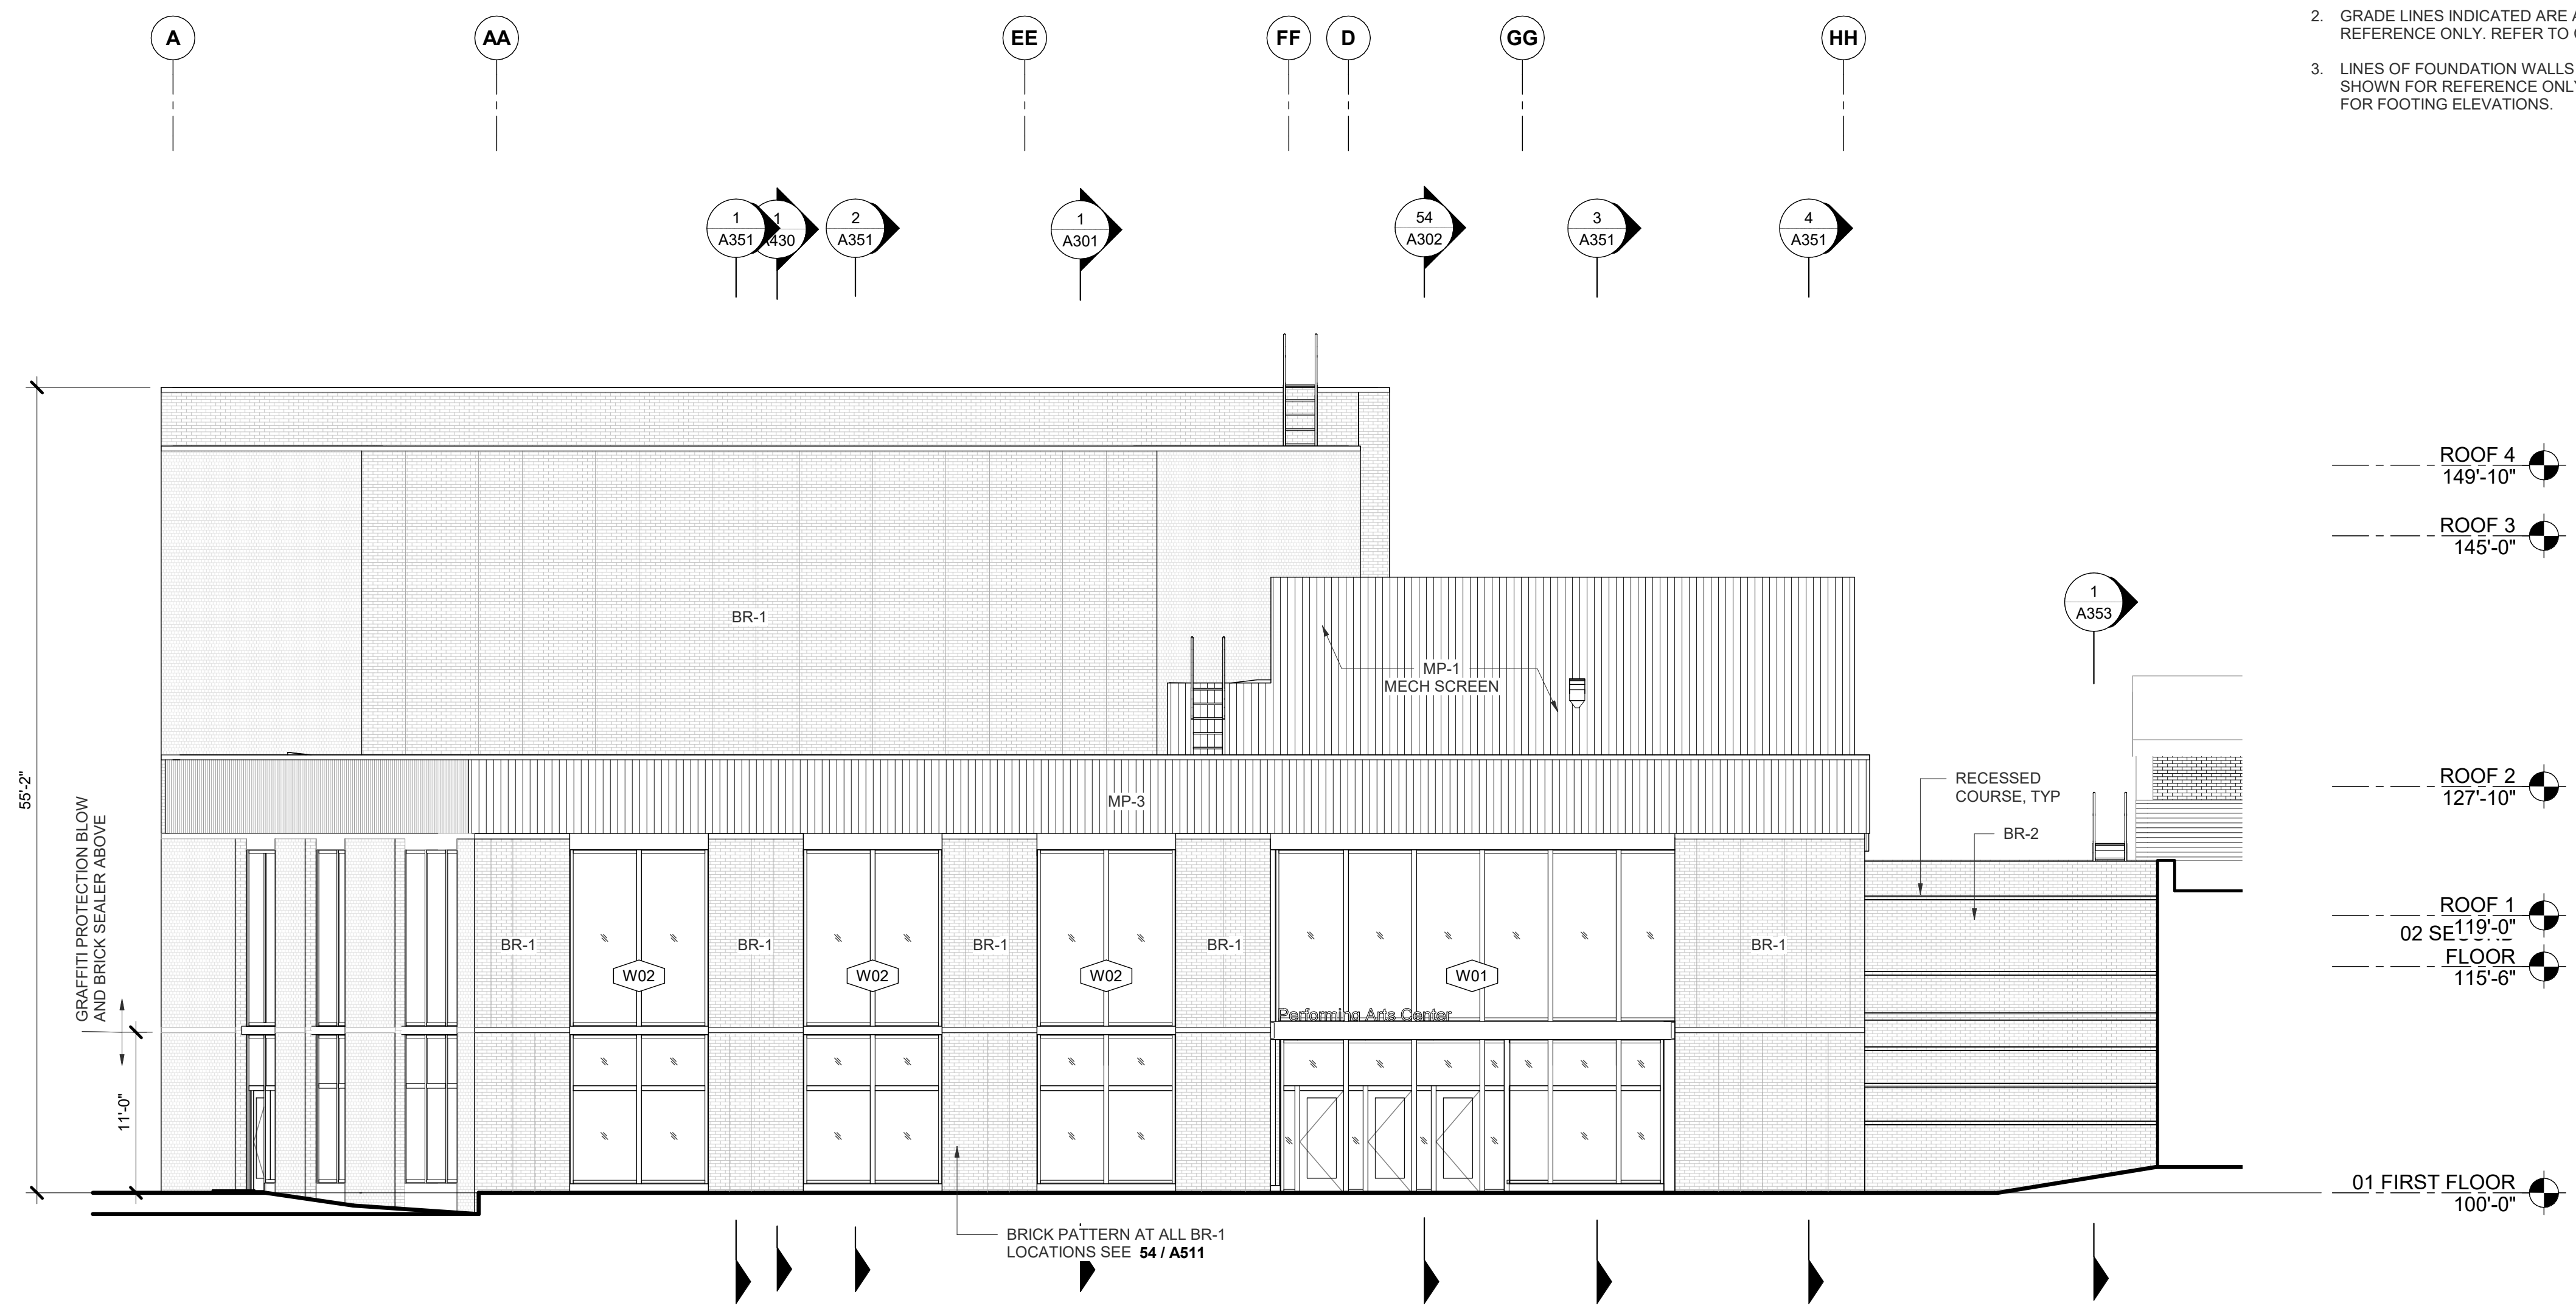 2. GRADE LINES INDICATED ARE
REFERENCE ONLY. REFER TO
3. LINES OF FOUNDATION WALLS
SHOWN FOR REFERENCE ONLY
FOR FOOTING ELEVATIONS.
A
AA
EE
FF
D
GG
HH
1
A351
1
A430
2
A351
1
A301
54
A302
3
A351
4
A351
ROOF 4
149'-10"
ROOF 3
145'-0"
1
A353
BR-1
MP-1
MECH SCREEN
55'-2"
GRAFFITI PROTECTION BLOW
AND BRICK SEALER ABOVE
MP-3
RECESSED
COURSE, TYP
BR-2
ROOF 2
127'-10"
BR-1
BR-1
BR-1
BR-1
BR-1
W02
W02
W02
W01
ROOF 1
119'-0"
02 SECOND
FLOOR
115'-6"
Performing Arts Center
11'-0"
01 FIRST FLOOR
100'-0"
BRICK PATTERN AT ALL BR-1
LOCATIONS SEE 54 / A511